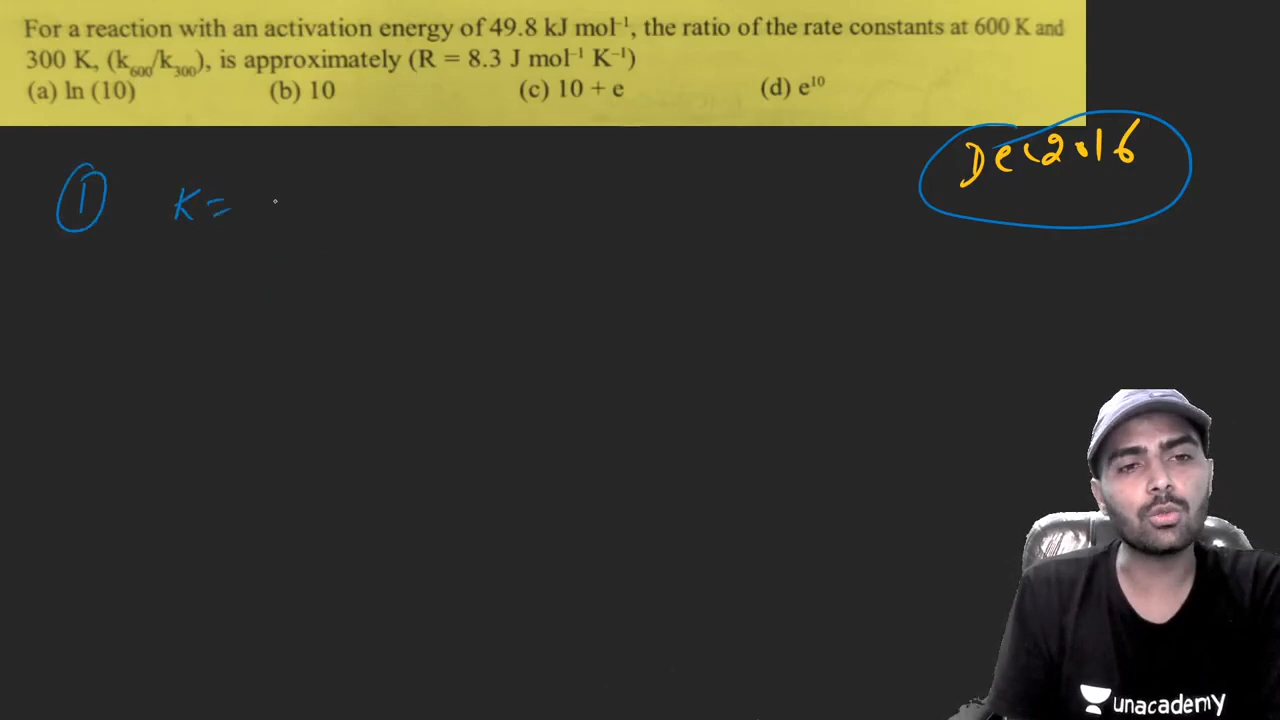 For a reaction with an activation energy of 49.8 kJ mol⁻¹, the ratio of the rate constants at 600 K and
300 K, (k₆₀₀/k₃₀₀), is approximately (R = 8.3 J mol⁻¹ K⁻¹)
(a) ln (10) (b) 10 (c) 10 + e (d) e¹⁰
Dec 2016
① K =
unacademy